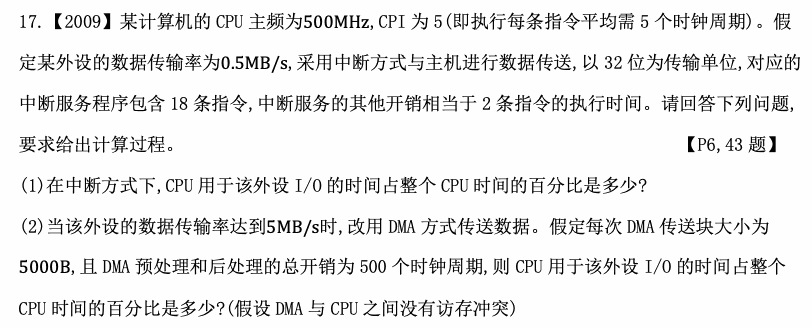 17.【2009】某计算机的 CPU 主频为500MHz,CPI 为 5(即执行每条指令平均需 5 个时钟周期)。假
定某外设的数据传输率为0.5MB/s,采用中断方式与主机进行数据传送,以 32 位为传输单位,对应的
中断服务程序包含 18 条指令,中断服务的其他开销相当于 2 条指令的执行时间。请回答下列问题,
要求给出计算过程。 【P6,43 题】
(1)在中断方式下,CPU 用于该外设 I/O 的时间占整个 CPU 时间的百分比是多少?
(2)当该外设的数据传输率达到5MB/s时,改用 DMA 方式传送数据。假定每次 DMA 传送块大小为
5000B,且 DMA 预处理和后处理的总开销为 500 个时钟周期,则 CPU 用于该外设 I/O 的时间占整个
CPU 时间的百分比是多少?(假设 DMA 与 CPU 之间没有访存冲突)